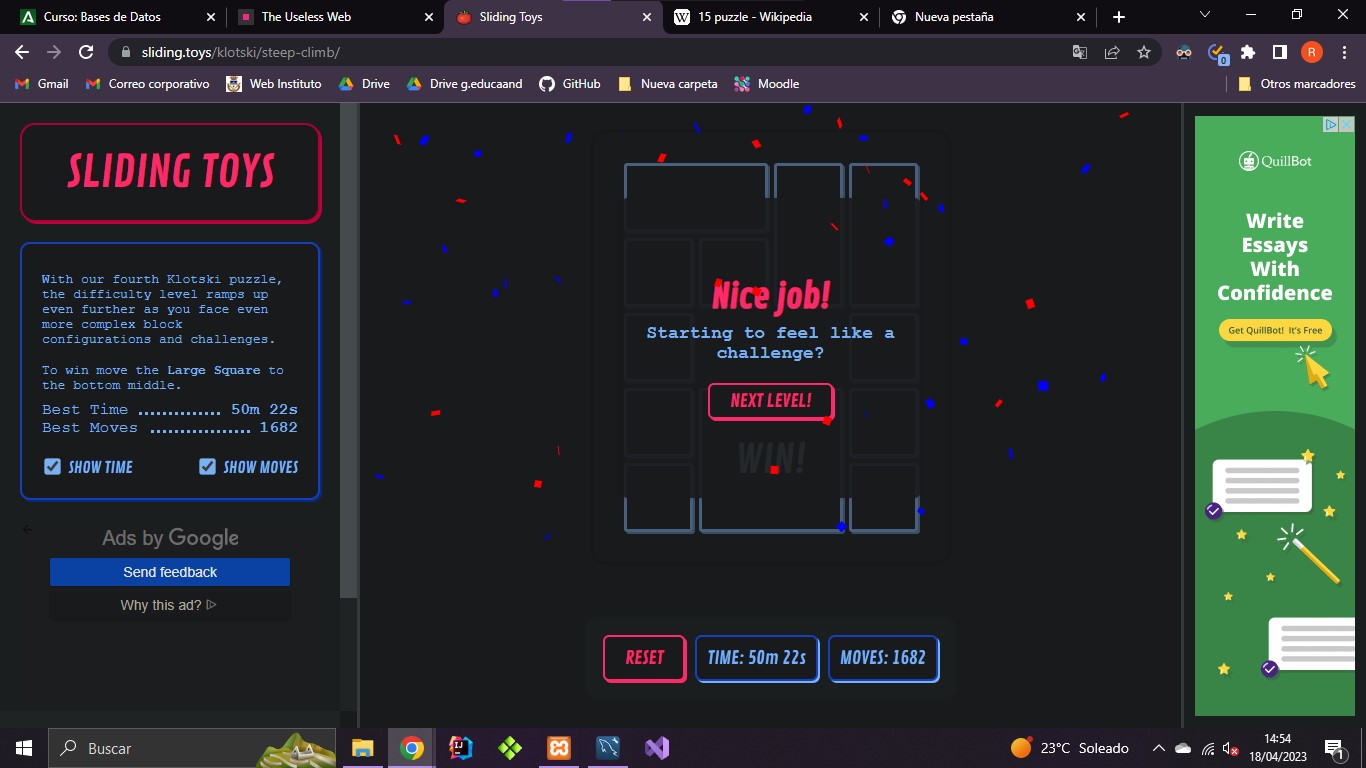 Curso: Bases de Datos
The Useless Web
Sliding Toys
15 puzzle - Wikipedia
Nueva pestaña
sliding.toys/klotski/steep-climb/
0
R
Gmail
Correo corporativo
Web Instituto
Drive
Drive g.educaand
GitHub
Nueva carpeta
Moodle
Otros marcadores
SLIDING TOYS
With our fourth Klotski puzzle,
the difficulty level ramps up
even further as you face even
more complex block
configurations and challenges.
To win move the Large Square to
the bottom middle.
Best Time ............ 50m 22s
Best Moves ............... 1682
SHOW TIME
SHOW MOVES
Ads by Google
Send feedback
Why this ad?
Nice job!
Starting to feel like a
challenge?
NEXT LEVEL!
WIN!
RESET
TIME: 50m 22s
MOVES: 1682
QuillBot
Write
Essays
With
Confidence
Get QuillBot! It's Free
Buscar
IJ
23°C Soleado
14:54
18/04/2023
1